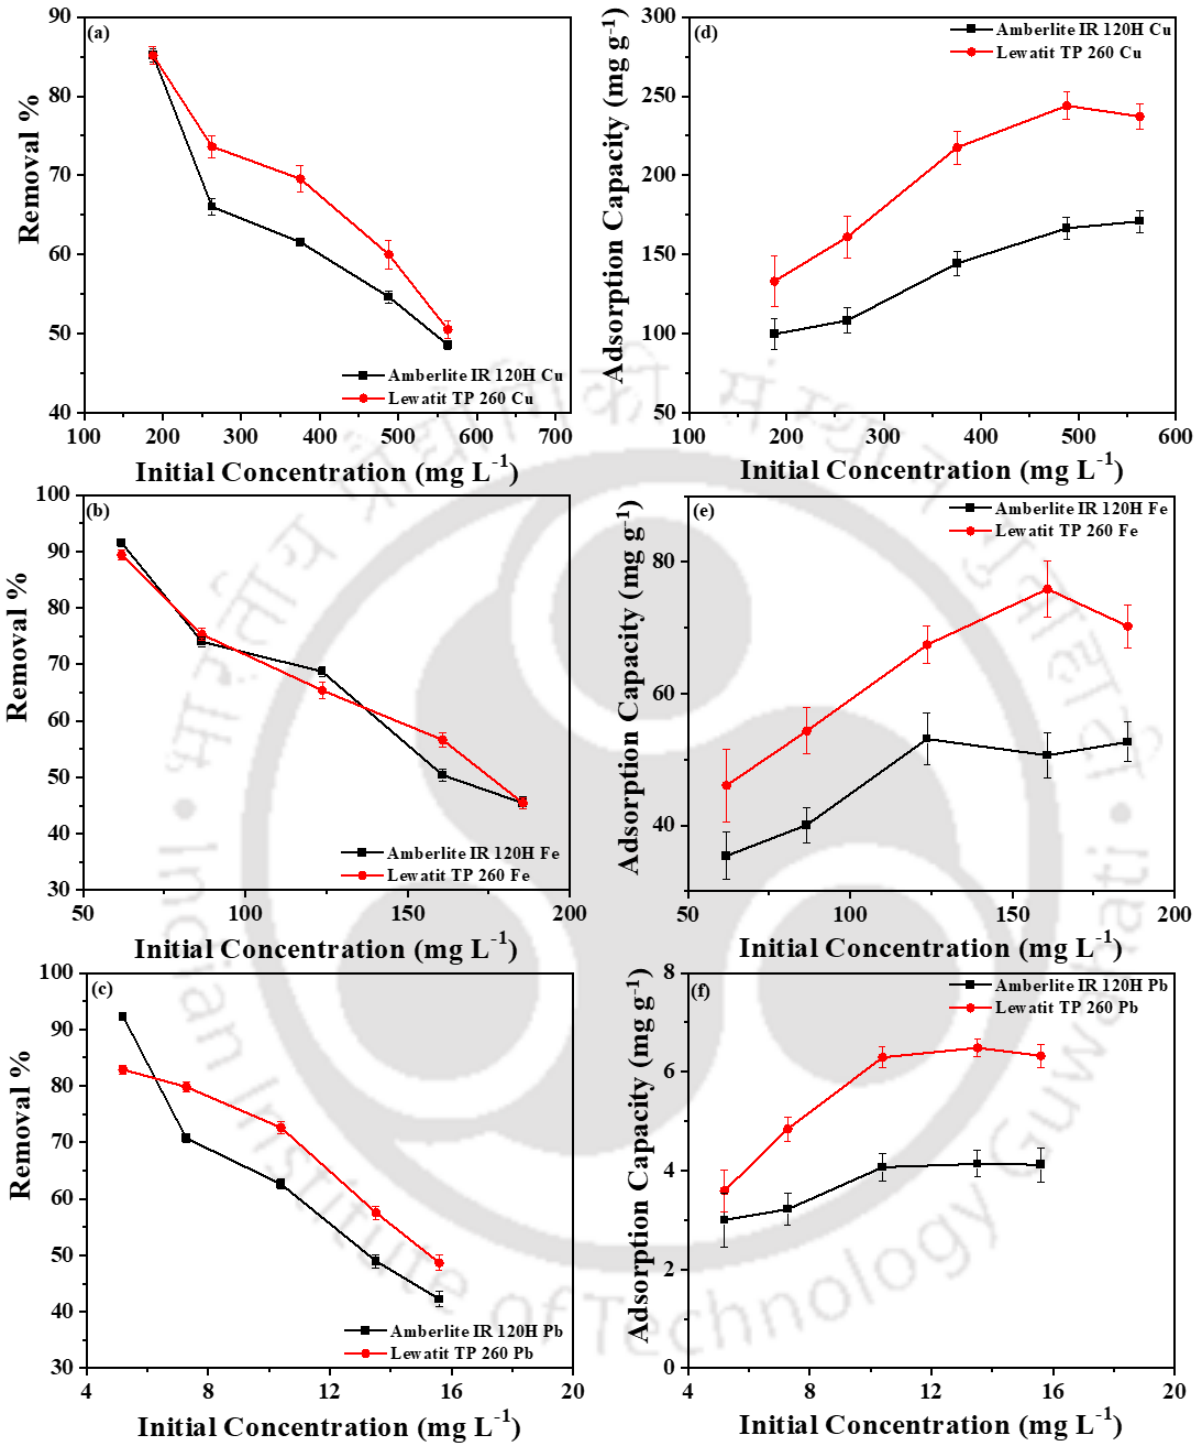 (a)
90
80
70
60
50
40
Removal %
Amberlite IR 120H Cu
Lewatit TP 260 Cu
100 200 300 400 500 600 700
Initial Concentration (mg L⁻¹)
(d)
300
250
200
150
100
50
Adsorption Capacity (mg g⁻¹)
Amberlite IR 120H Cu
Lewatit TP 260 Cu
100 200 300 400 500 600
Initial Concentration (mg L⁻¹)
(b)
100
90
80
70
60
50
40
30
Removal %
Amberlite IR 120H Fe
Lewatit TP 260 Fe
50 100 150 200
Initial Concentration (mg L⁻¹)
(e)
80
60
40
Adsorption Capacity (mg g⁻¹)
Amberlite IR 120H Fe
Lewatit TP 260 Fe
50 100 150 200
Initial Concentration (mg L⁻¹)
(c)
100
90
80
70
60
50
40
30
Removal %
Amberlite IR 120H Pb
Lewatit TP 260 Pb
4 8 12 16 20
Initial Concentration (mg L⁻¹)
(f)
8
6
4
2
0
Adsorption Capacity (mg g⁻¹)
Amberlite IR 120H Pb
Lewatit TP 260 Pb
4 8 12 16 20
Initial Concentration (mg L⁻¹)
Indian Institute of Technology Guwahati